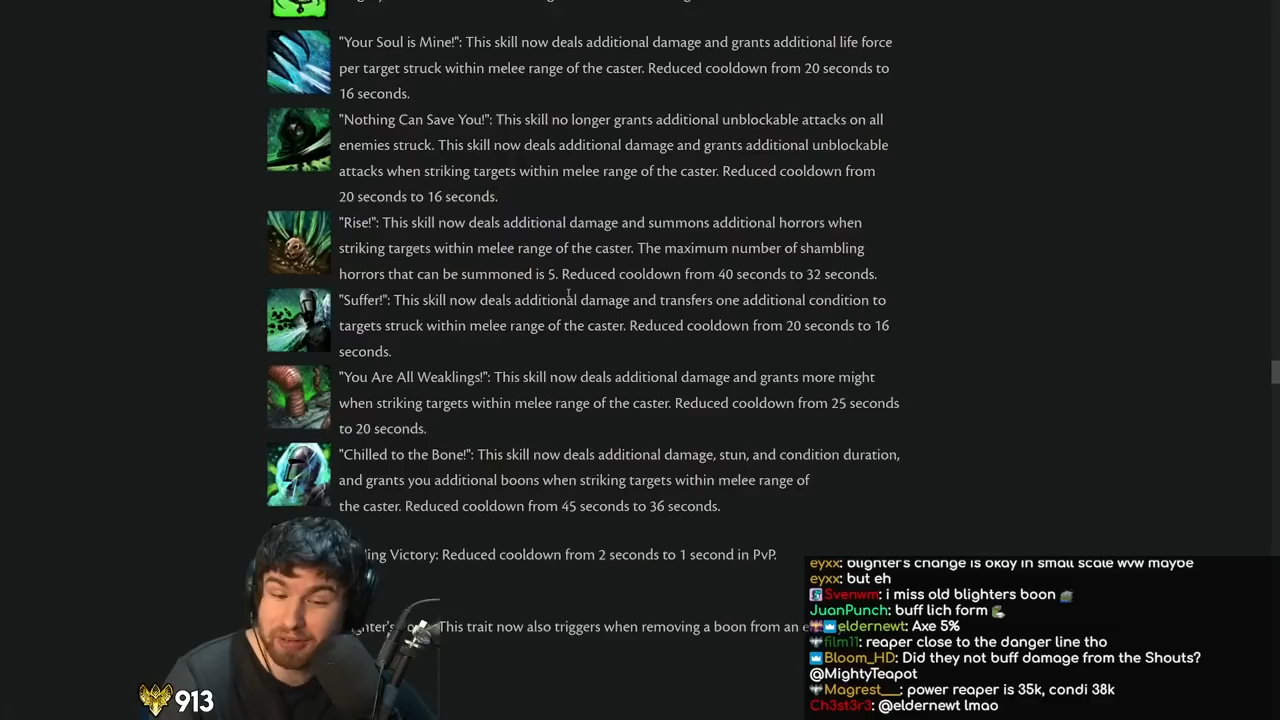 "Your Soul is Mine!": This skill now deals additional damage and grants additional life force
per target struck within melee range of the caster. Reduced cooldown from 20 seconds to
16 seconds.
"Nothing Can Save You!": This skill no longer grants additional unblockable attacks on all
enemies struck. This skill now deals additional damage and grants additional unblockable
attacks when striking targets within melee range of the caster. Reduced cooldown from
20 seconds to 16 seconds.
"Rise!": This skill now deals additional damage and summons additional horrors when
striking targets within melee range of the caster. The maximum number of shambling
horrors that can be summoned is 5. Reduced cooldown from 40 seconds to 32 seconds.
"Suffer!": This skill now deals additional damage and transfers one additional condition to
targets struck within melee range of the caster. Reduced cooldown from 20 seconds to 16
seconds.
"You Are All Weaklings!": This skill now deals additional damage and grants more might
when striking targets within melee range of the caster. Reduced cooldown from 25 seconds
to 20 seconds.
"Chilled to the Bone!": This skill now deals additional damage, stun, and condition duration,
and grants you additional boons when striking targets within melee range of
the caster. Reduced cooldown from 45 seconds to 36 seconds.
ing Victory: Reduced cooldown from 2 seconds to 1 second in PvP.
This trait now also triggers when removing a boon from an
eyxx: blighter's change is okay in small scale wvw maybe
eyxx: but eh
Svenwm: i miss old blighters boon
JuanPunch: buff lich form
eldernewt: Axe 5%
film11: reaper close to the danger line tho
Bloom_HD: Did they not buff damage from the Shouts?
@MightyTeapot
Magrest__: power reaper is 35k, condi 38k
Ch3st3r3: @eldernewt lmao
913